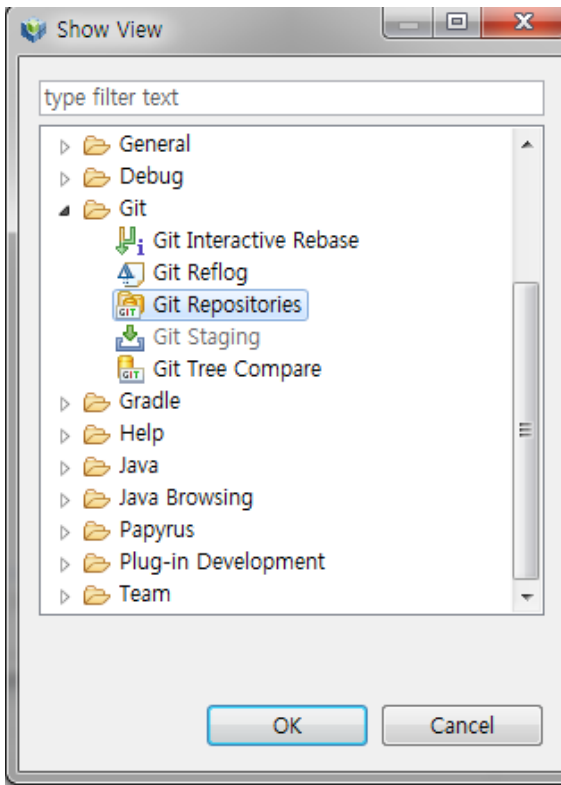 Show View
type filter text
General
Debug
Git
Git Interactive Rebase
Git Reflog
Git Repositories
Git Staging
Git Tree Compare
Gradle
Help
Java
Java Browsing
Papyrus
Plug-in Development
Team
OK Cancel